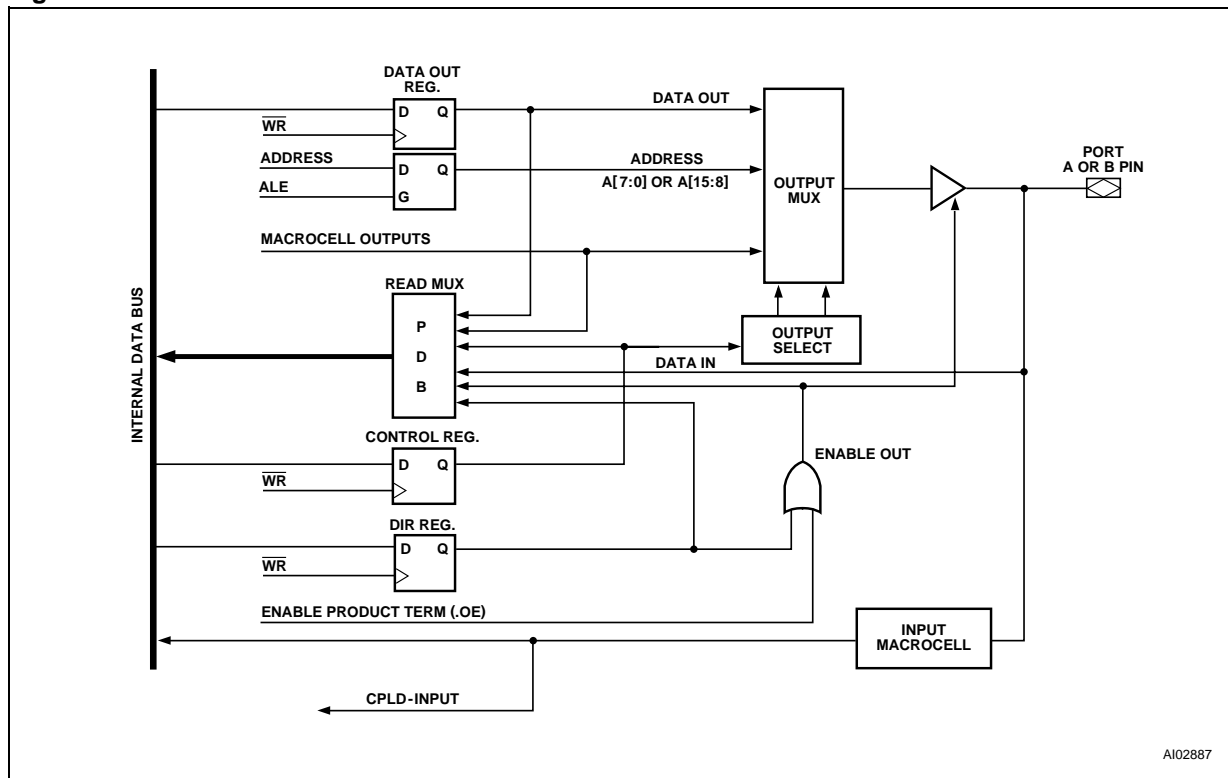 DATA OUT
REG.
D Q
WR
DATA OUT
ADDRESS
ALE
D Q
G
ADDRESS
A[7:0] OR A[15:8]
OUTPUT
MUX
PORT
A OR B PIN
MACROCELL OUTPUTS
READ MUX
P
D
B
OUTPUT
SELECT
DATA IN
INTERNAL DATA BUS
CONTROL REG.
D Q
WR
ENABLE OUT
DIR REG.
D Q
WR
ENABLE PRODUCT TERM (.OE)
INPUT
MACROCELL
CPLD-INPUT
AI02887